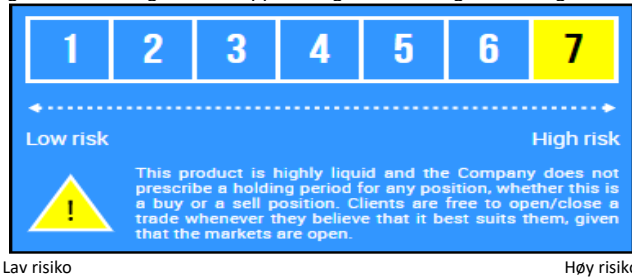 1 2 3 4 5 6 7
Low risk High risk
This product is highly liquid and the Company does not
prescribe a holding period for any position, whether this is
a buy or a sell position. Clients are free to open/close a
trade whenever they believe that it best suits them, given
that the markets are open.
!
Lav risiko Høy risiko